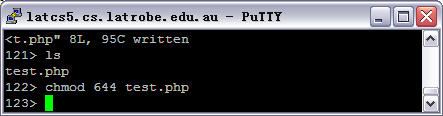 latcs5.cs.latrobe.edu.au - PuTTY
<t.php" 8L, 95C written
121> ls
test.php
122> chmod 644 test.php
123>